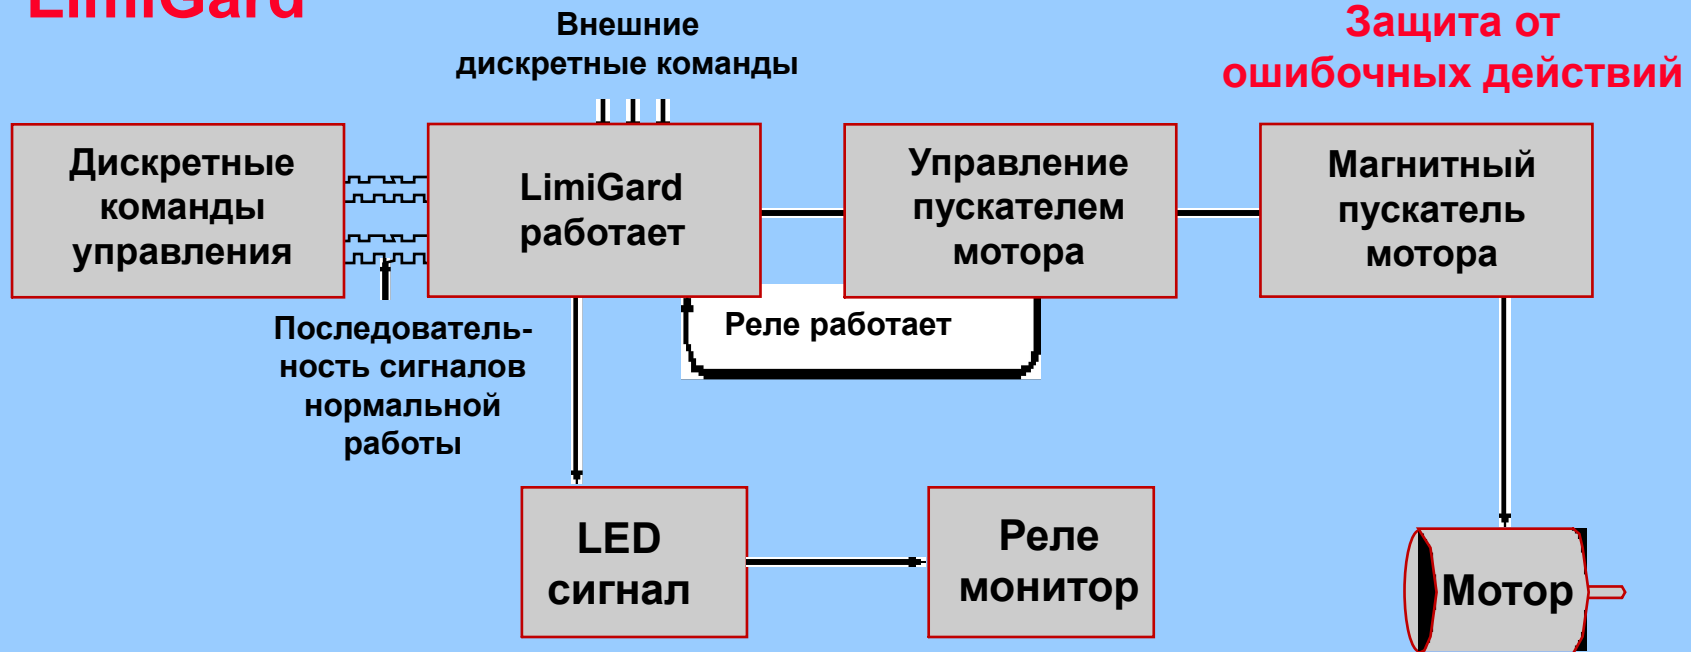 LimiGard
Защита от
ошибочных действий
Внешние
дискретные команды
Дискретные
команды
управления
LimiGard
работает
Управление
пускателем
мотора
Магнитный
пускатель
мотора
Последователь-
ность сигналов
нормальной
работы
Реле работает
LED
сигнал
Реле
монитор
Мотор